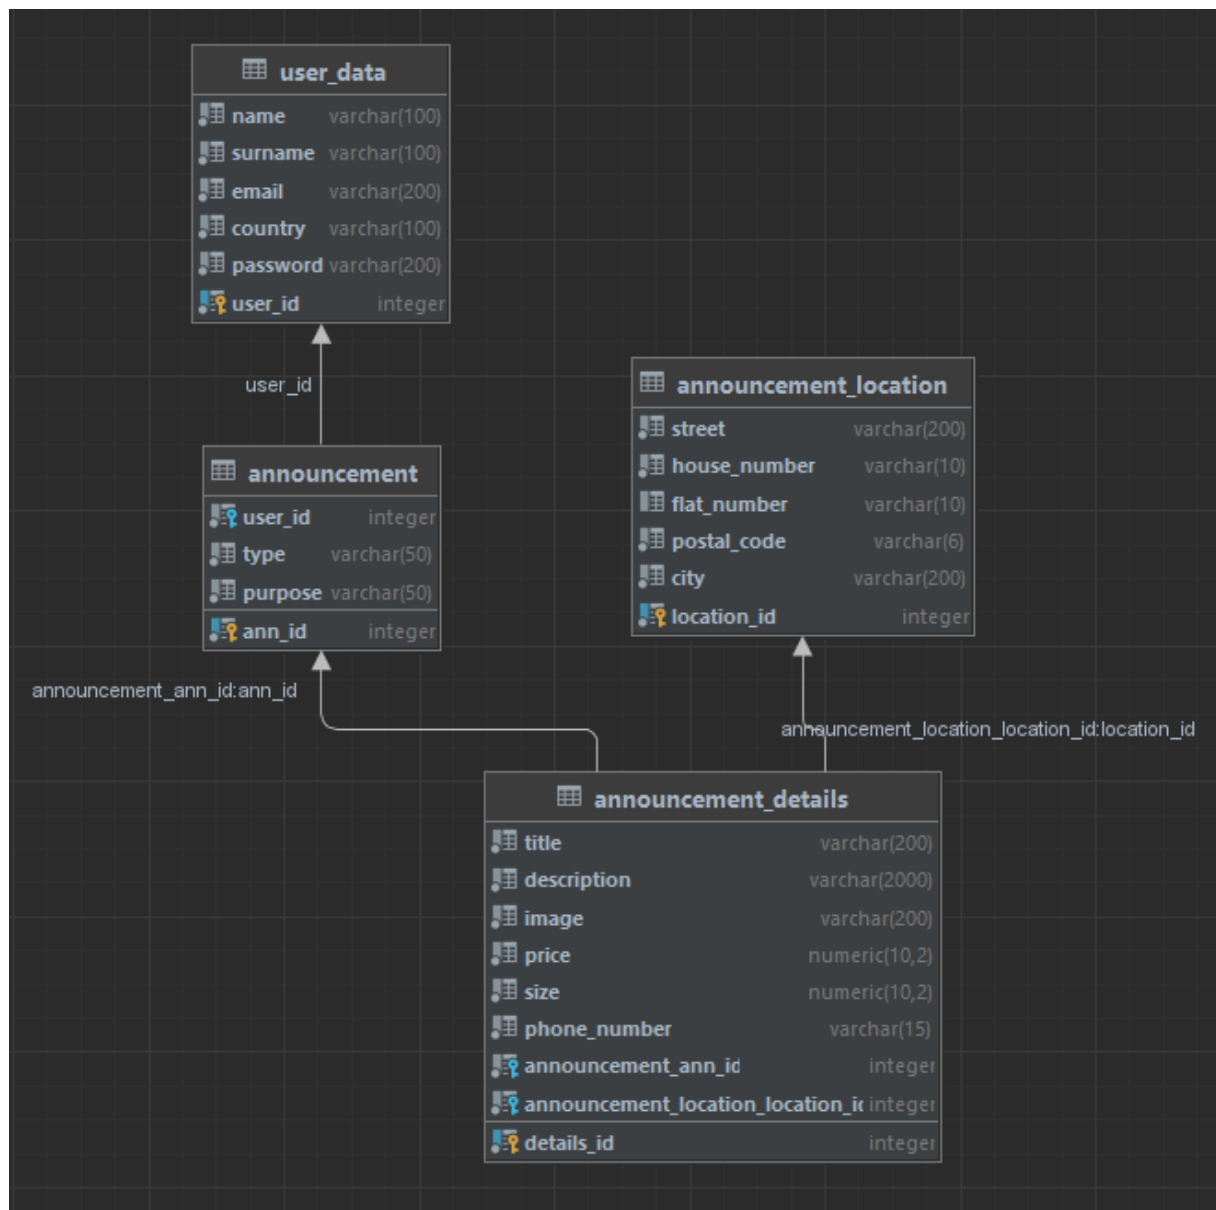 user_data
name varchar(100)
surname varchar(100)
email varchar(200)
country varchar(100)
password varchar(200)
user_id integer
user_id
announcement
user_id integer
type varchar(50)
purpose varchar(50)
ann_id integer
announcement_ann_id:ann_id
announcement_location
street varchar(200)
house_number varchar(10)
flat_number varchar(10)
postal_code varchar(6)
city varchar(200)
location_id integer
announcement_location_location_id:location_id
announcement_details
title varchar(200)
description varchar(2000)
image varchar(200)
price numeric(10,2)
size numeric(10,2)
phone_number varchar(15)
announcement_ann_id integer
announcement_location_location_id integer
details_id integer